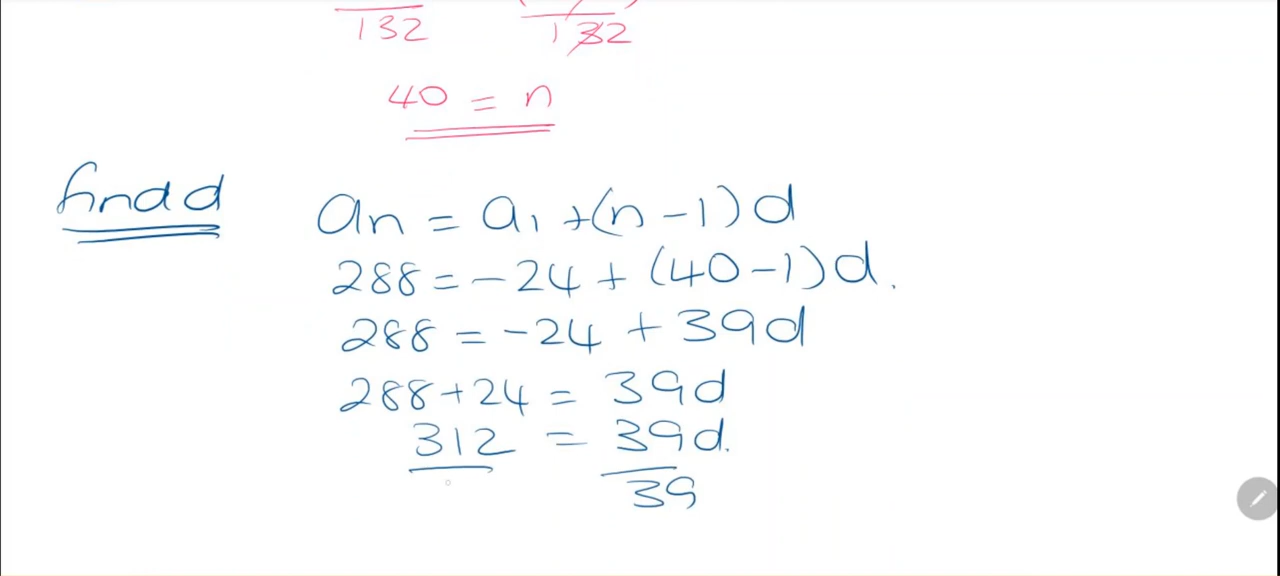 132 132
40 = n
find d
an = a1 + (n - 1) d
288 = -24 + (40 - 1) d.
288 = -24 + 39d
288 + 24 = 39d
312 = 39d.
39